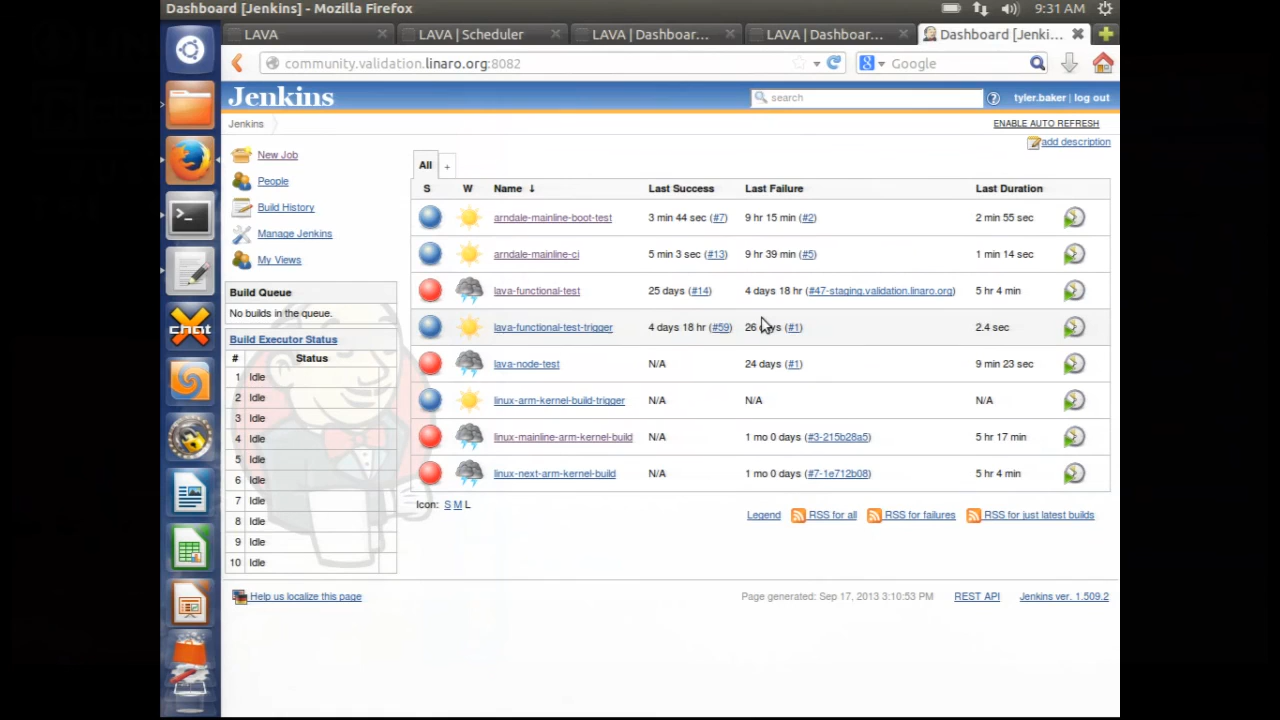 Dashboard [Jenkins] - Mozilla Firefox
9:31 AM
LAVA
LAVA | Scheduler
LAVA | Dashboar...
LAVA | Dashboar...
Dashboard [Jenki...
community.validation.linaro.org:8082
Google
Jenkins
search
tyler.baker | log out
Jenkins
ENABLE AUTO REFRESH
add description
New Job
People
Build History
Manage Jenkins
My Views
Build Queue
No builds in the queue.
Build Executor Status
# Status
1 Idle
2 Idle
3 Idle
4 Idle
5 Idle
6 Idle
7 Idle
8 Idle
9 Idle
10 Idle
All +
S W Name ↓ Last Success Last Failure Last Duration
arndale-mainline-boot-test 3 min 44 sec (#7) 9 hr 15 min (#2) 2 min 55 sec
arndale-mainline-ci 5 min 3 sec (#13) 9 hr 39 min (#5) 1 min 14 sec
lava-functional-test 25 days (#14) 4 days 18 hr (#47-staging.validation.linaro.org) 5 hr 4 min
lava-functional-test-trigger 4 days 18 hr (#59) 26 (#1) 2.4 sec
lava-node-test N/A 24 days (#1) 9 min 23 sec
linux-arm-kernel-build-trigger N/A N/A N/A
linux-mainline-arm-kernel-build N/A 1 mo 0 days (#3-215b28a5) 5 hr 17 min
linux-next-arm-kernel-build N/A 1 mo 0 days (#7-1e712b08) 5 hr 4 min
Icon: S M L
Legend RSS for all RSS for failures RSS for just latest builds
Help us localize this page
Page generated: Sep 17, 2013 3:10:53 PM REST API Jenkins ver. 1.509.2
chat